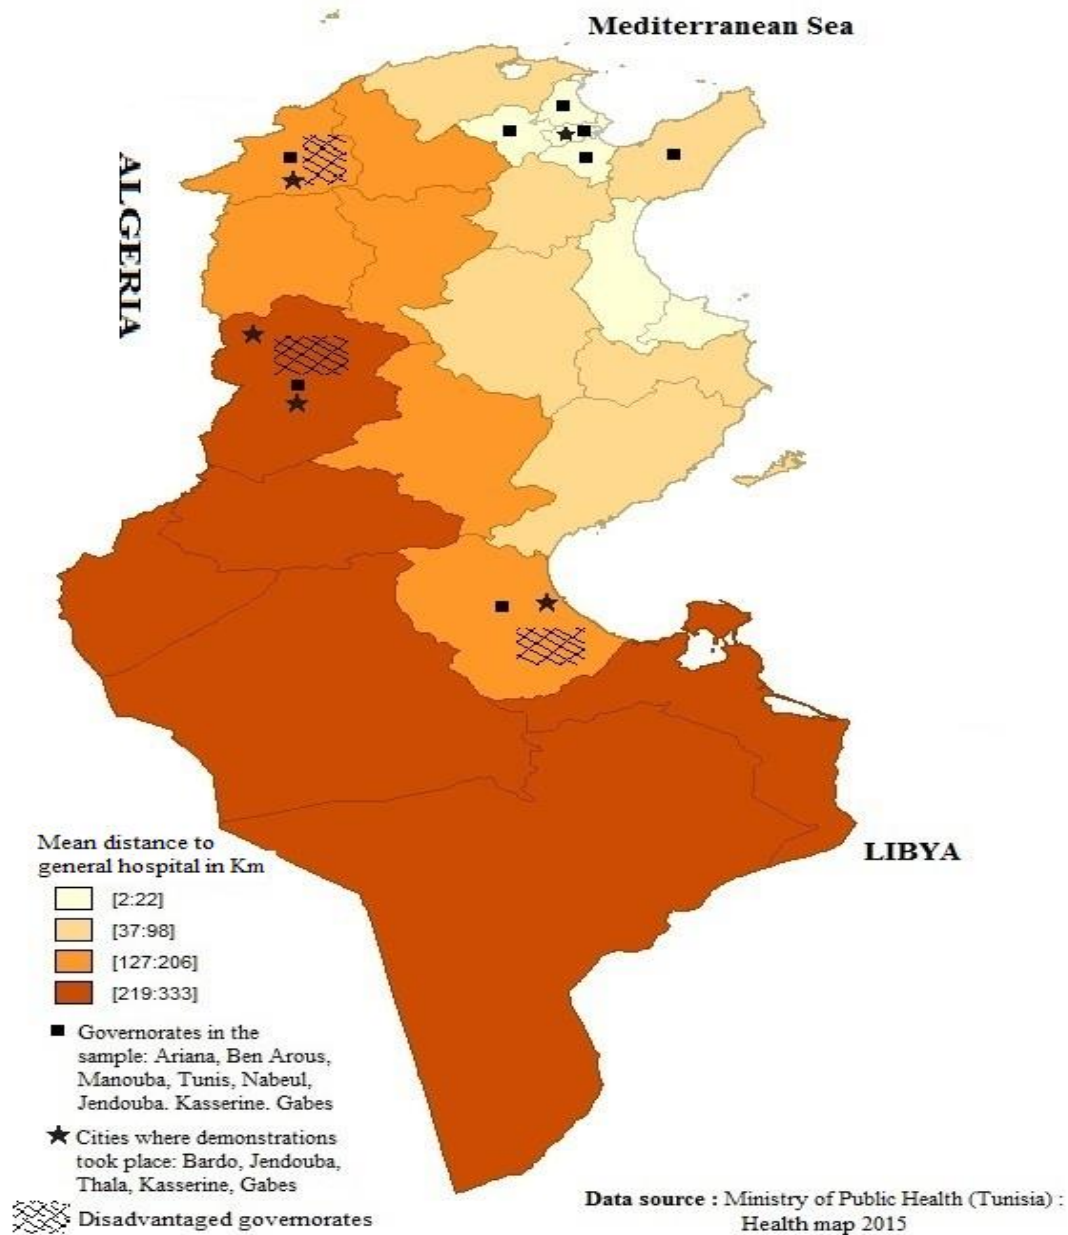 Mediterranean Sea
ALGERIA
LIBYA
Mean distance to
general hospital in Km
[2:22]
[37:98]
[127:206]
[219:333]
Governorates in the
sample: Ariana, Ben Arous,
Manouba, Tunis, Nabeul,
Jendouba. Kasserine. Gabes
Cities where demonstrations
took place: Bardo, Jendouba,
Thala, Kasserine, Gabes
Disadvantaged governorates
Data source : Ministry of Public Health (Tunisia) :
Health map 2015